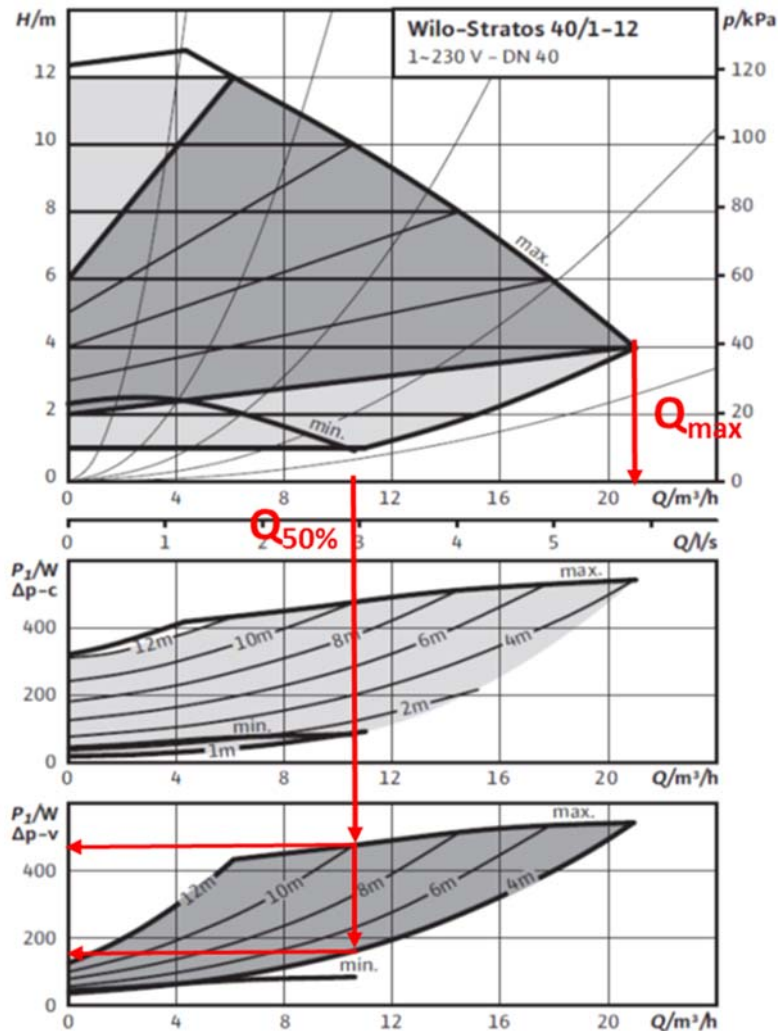 H/m
Wilo-Stratos 40/1-12
1~230 V - DN 40
p/kPa
12
10
8
6
4
2
0
120
100
80
60
40
20
0
max.
min.
Qmax
0 4 8 12 16 20 Q/m³/h
Q50%
0 1 2 3 4 5 Q/l/s
P1/W
Δp-c
400
200
0
max.
12m 10m 8m 6m 4m
2m
min.
1m
0 4 8 12 16 20 Q/m³/h
P1/W
Δp-v
400
200
0
max.
12m 10m 8m 6m 4m
min.
0 4 8 12 16 20 Q/m³/h